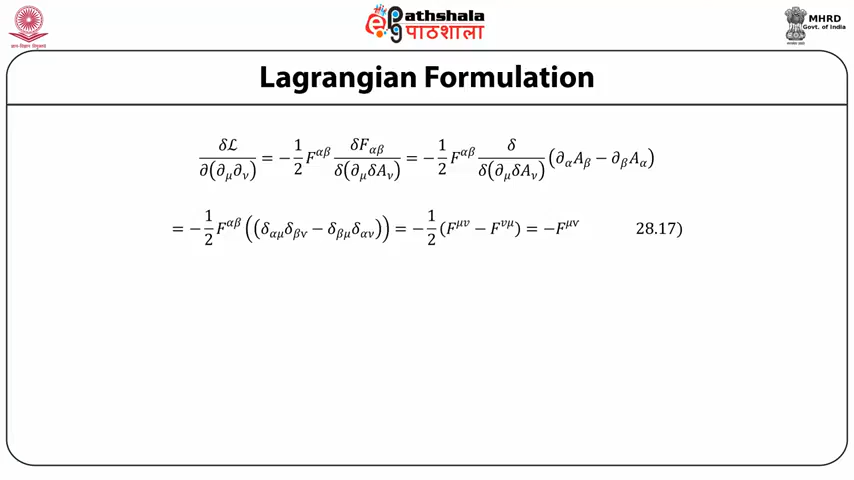 ePathshala
पाठशाला
MHRD
Govt. of India
Lagrangian Formulation
δℒ/∂(∂_μ∂_ν) = −1/2 F^{αβ} δF_{αβ}/δ(∂_μδA_ν) = −1/2 F^{αβ} δ/δ(∂_μδA_ν) (∂_αA_β − ∂_βA_α)
= −1/2 F^{αβ} ((δ_{αμ}δ_{βν} − δ_{βμ}δ_{αν})) = −1/2 (F^{μν} − F^{νμ}) = −F^{μν} 28.17)